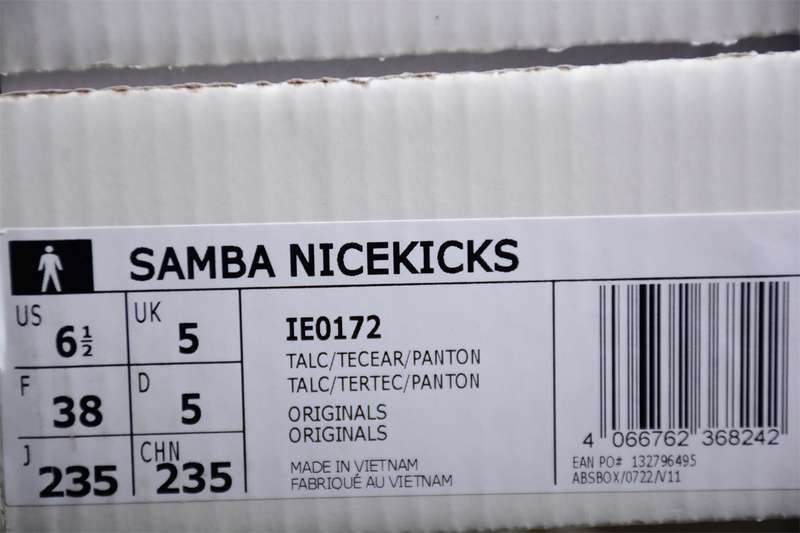 SAMBA NICEKICKS
US 6½
UK 5
F 38
D 5
J 235
CHN 235
IE0172
TALC/TECEAR/PANTON
TALC/TERTEC/PANTON
ORIGINALS
ORIGINALS
MADE IN VIETNAM
FABRIQUÉ AU VIETNAM
4 066762 368242
EAN PO# 132796495
ABSBOX/0722/V11